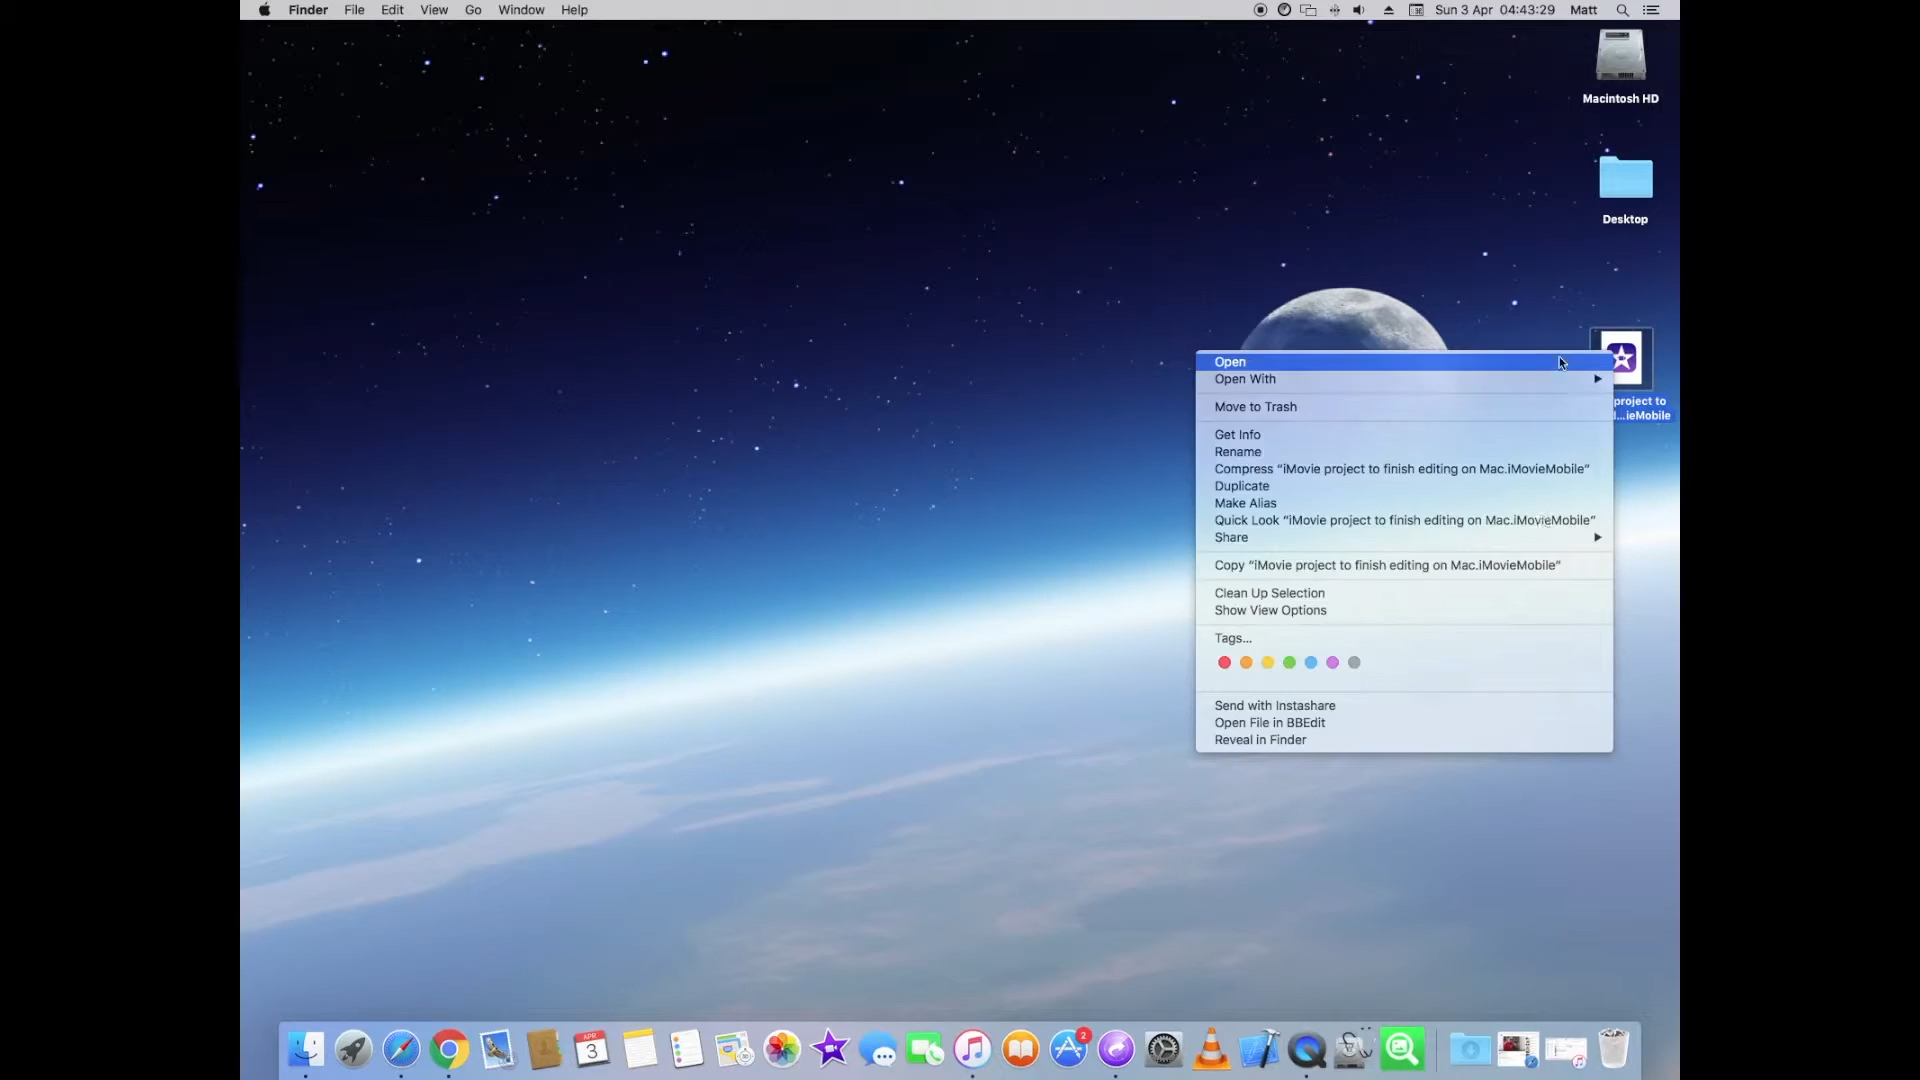 Finder File Edit View Go Window Help Sun 3 Apr 04:43:29 Matt
Macintosh HD
Desktop
project to
...ieMobile
Open
Open With
Move to Trash
Get Info
Rename
Compress “iMovie project to finish editing on Mac.iMovieMobile”
Duplicate
Make Alias
Quick Look “iMovie project to finish editing on Mac.iMovieMobile”
Share
Copy “iMovie project to finish editing on Mac.iMovieMobile”
Clean Up Selection
Show View Options
Tags...
Send with Instashare
Open File in BBEdit
Reveal in Finder
APR
3
2